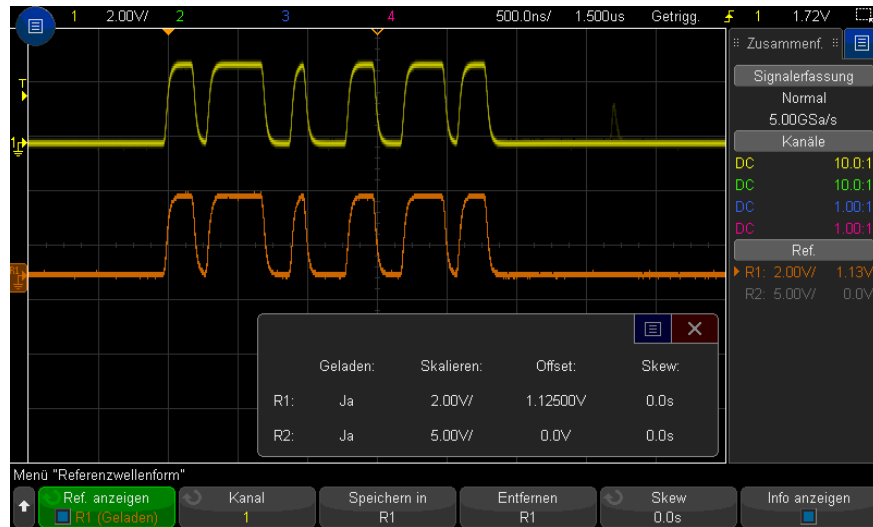 1 2.00V/ 2 3 4 500.0ns/ 1.500us Getrigg. 1 1.72V
Zusammenf.
Signalerfassung
Normal
5.00GSa/s
Kanäle
DC 10.0:1
DC 10.0:1
DC 1.00:1
DC 1.00:1
Ref.
R1: 2.00V/ 1.13V
R2: 5.00V/ 0.0V
T
1
R1
Geladen: Skalieren: Offset: Skew:
R1: Ja 2.00V/ 1.12500V 0.0s
R2: Ja 5.00V/ 0.0V 0.0s
Menü "Referenzwellenform"
Ref. anzeigen Kanal Speichern in Entfernen Skew Info anzeigen
R1 (Geladen) 1 R1 R1 0.0s